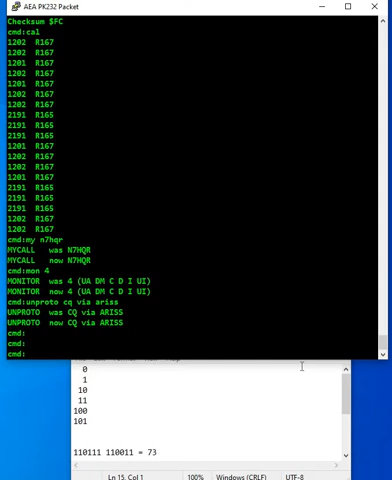 AEA PK232 Packet
Checksum $FC
cmd:cal
1202 R167
1202 R167
1201 R167
1202 R167
1201 R167
1202 R167
1202 R167
2191 R165
2191 R165
2191 R165
1201 R167
1202 R167
1202 R167
1201 R167
2191 R165
2191 R165
2191 R165
1202 R167
1202 R167
cmd:my n7hqr
MYCALL was N7HQR
MYCALL now N7HQR
cmd:mon 4
MONITOR was 4 (UA DM C D I UI)
MONITOR now 4 (UA DM C D I UI)
cmd:unproto cq via ariss
UNPROTO was CQ via ARISS
UNPROTO now CQ via ARISS
cmd:
cmd:
cmd:
0
1
10
11
100
101
110111 110011 = 73
Ln 15, Col 1 100% Windows (CRLF) UTF-8